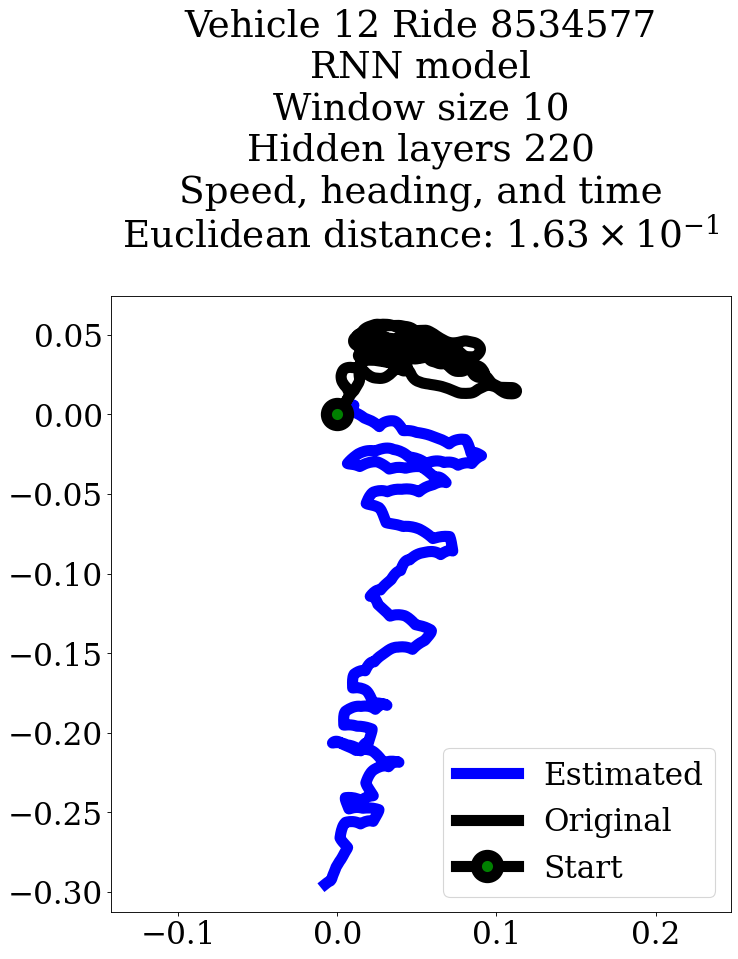 Vehicle 12 Ride 8534577
RNN model
Window size 10
Hidden layers 220
Speed, heading, and time
Euclidean distance: 1.63 × 10⁻¹
0.05
0.00
−0.05
−0.10
−0.15
−0.20
−0.25
−0.30
Estimated
Original
Start
−0.1 0.0 0.1 0.2